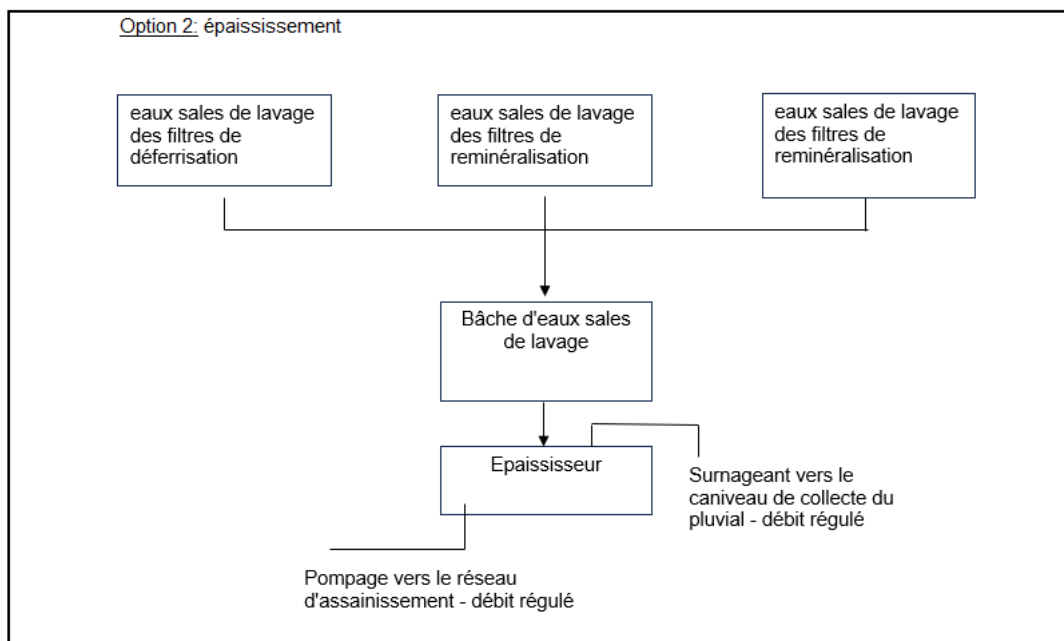 Option 2: épaississement
eaux sales de lavage
des filtres de
déferrisation
eaux sales de lavage
des filtres de
reminéralisation
eaux sales de lavage
des filtres de
reminéralisation
Bâche d'eaux sales
de lavage
Epaississeur
Surnageant vers le
caniveau de collecte du
pluvial - débit régulé
Pompage vers le réseau
d'assainissement - débit régulé